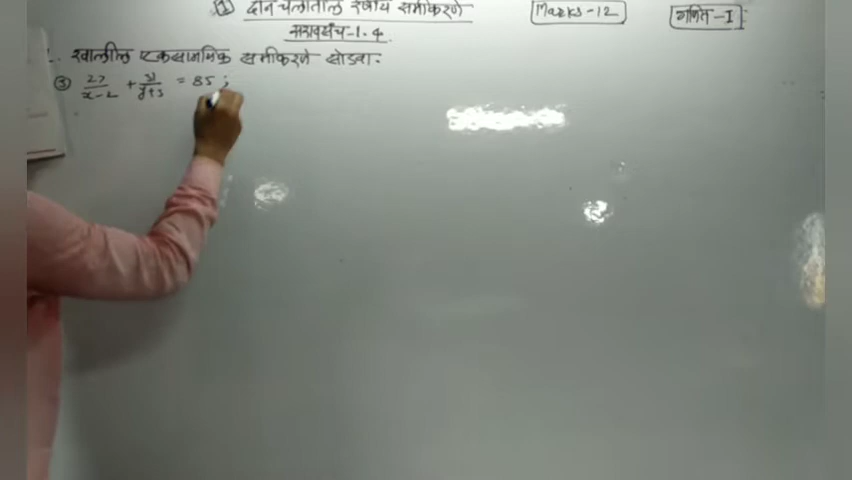 ① दोन चलांतील रेषीय समीकरणे
Marks-12
गणित-I
सरावसंच-1.4
1. खालील एकसामयिक समीकरणे सोडवा.
③ 27/x-2 + 31/y+3 = 85 ;